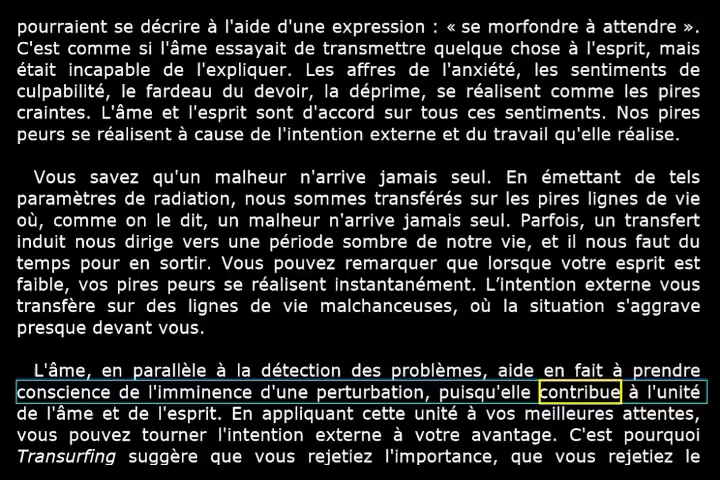 pourraient se décrire à l'aide d'une expression : « se morfondre à attendre ».
C'est comme si l'âme essayait de transmettre quelque chose à l'esprit, mais
était incapable de l'expliquer. Les affres de l'anxiété, les sentiments de
culpabilité, le fardeau du devoir, la déprime, se réalisent comme les pires
craintes. L'âme et l'esprit sont d'accord sur tous ces sentiments. Nos pires
peurs se réalisent à cause de l'intention externe et du travail qu'elle réalise.
Vous savez qu'un malheur n'arrive jamais seul. En émettant de tels
paramètres de radiation, nous sommes transférés sur les pires lignes de vie
où, comme on le dit, un malheur n'arrive jamais seul. Parfois, un transfert
induit nous dirige vers une période sombre de notre vie, et il nous faut du
temps pour en sortir. Vous pouvez remarquer que lorsque votre esprit est
faible, vos pires peurs se réalisent instantanément. L’intention externe vous
transfère sur des lignes de vie malchanceuses, où la situation s'aggrave
presque devant vous.
L'âme, en parallèle à la détection des problèmes, aide en fait à prendre
conscience de l'imminence d'une perturbation, puisqu'elle contribue à l'unité
de l'âme et de l'esprit. En appliquant cette unité à vos meilleures attentes,
vous pouvez tourner l'intention externe à votre avantage. C'est pourquoi
Transurfing suggère que vous rejetiez l'importance, que vous rejetiez le